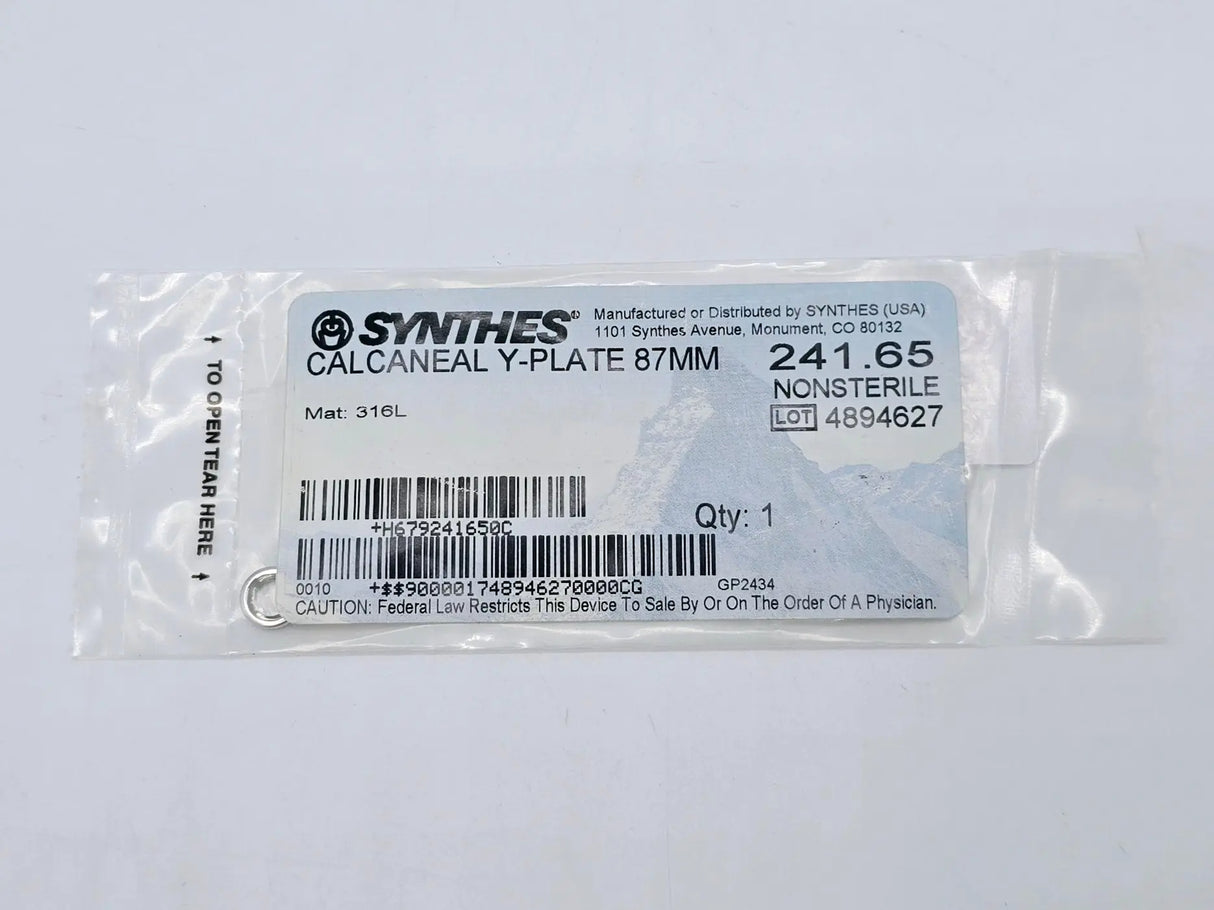 ↑ TO OPEN TEAR HERE ↑
SYNTHES®
Manufactured or Distributed by SYNTHES (USA)
1101 Synthes Avenue, Monument, CO 80132
CALCANEAL Y-PLATE 87MM
241.65
NONSTERILE
Mat: 316L
LOT 4894627
+H679241650C
Qty: 1
0010 +$$900001748946270000CG GP2434
CAUTION: Federal Law Restricts This Device To Sale By Or On The Order Of A Physician.